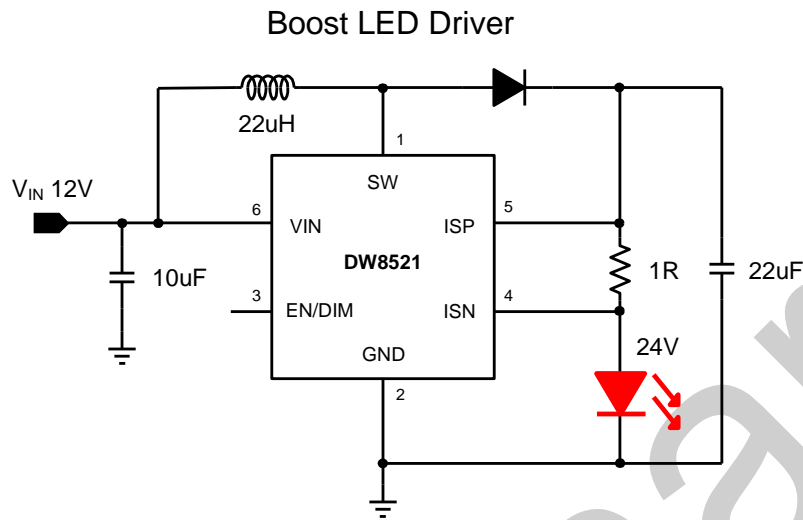 Boost LED Driver
22uH
1
SW
VIN 12V
6
VIN
ISP
5
DW8521
10uF
1R
22uF
3
EN/DIM
ISN
4
GND
24V
2